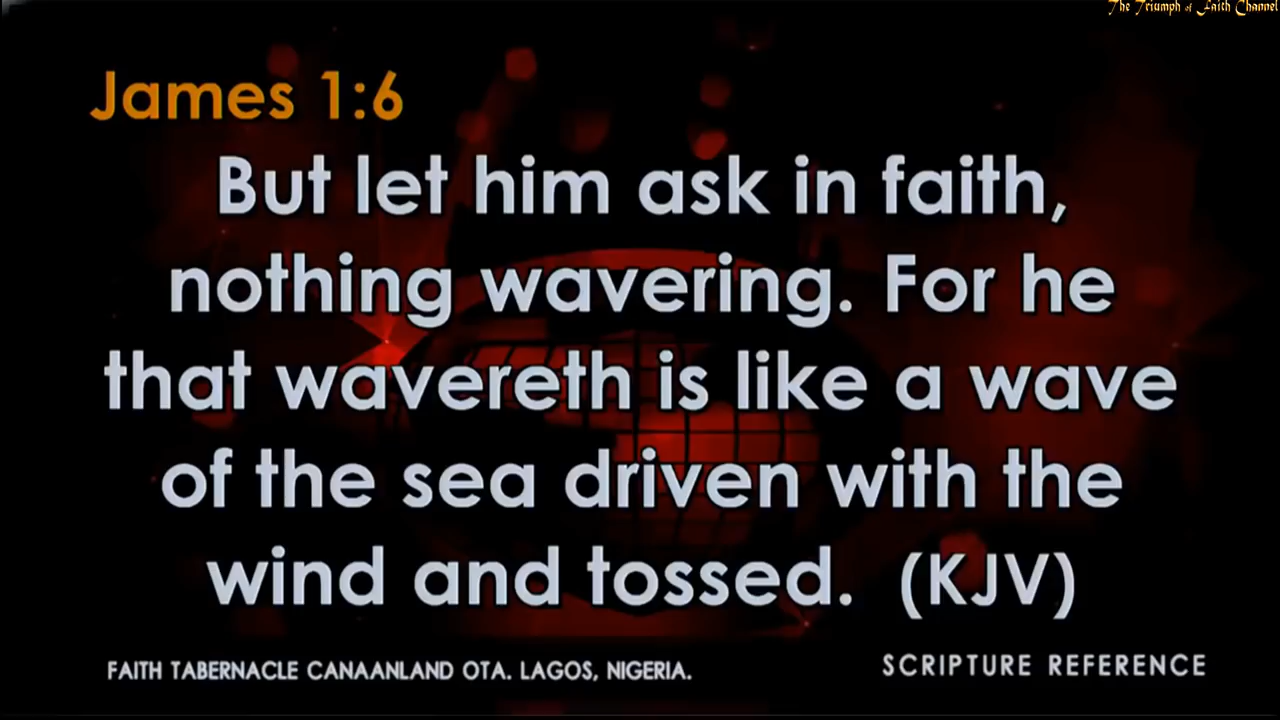 The Triumph of Faith Channel
James 1:6
But let him ask in faith,
nothing wavering. For he
that wavereth is like a wave
of the sea driven with the
wind and tossed. (KJV)
FAITH TABERNACLE CANAANLAND OTA. LAGOS, NIGERIA.
SCRIPTURE REFERENCE